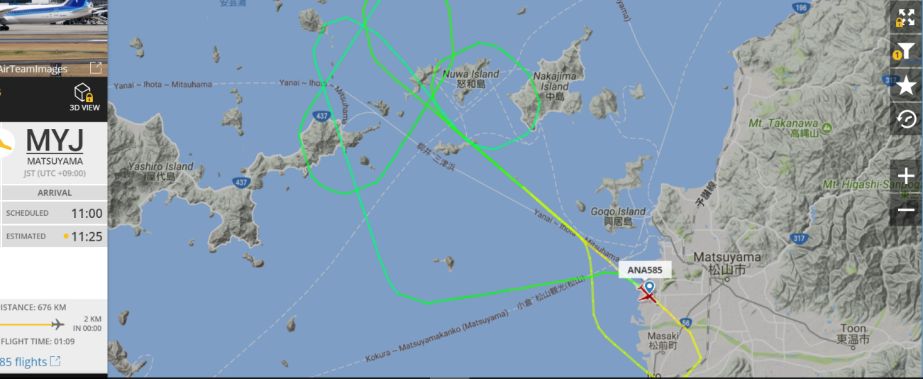 AirTeamImages
3D VIEW
MYJ
MATSUYAMA
JST (UTC +09:00)
ARRIVAL
SCHEDULED 11:00
ESTIMATED 11:25
ISTANCE: 676 KM
2 KM
IN 00:00
FLIGHT TIME: 01:09
85 flights
安芸灘
196
Nuwa Island
怒和島
Nakajima
Island
中島
Yanai ~ Ihota ~ Mitsuhama
Yanai ~ Ihota
Mitsuhama
437
Yashiro Island
屋代島
437
柳井-三津浜
Mt. Takanawa
高縄山
Mt. Higashi-San
予讃線
Gogo Island
興居島
Yanai ~ Ihota ~ Mitsuhama
317
ANA585
Matsuyama
松山市
小倉~松山観光(松山)
Kokura ~ Matsuyamakanko (Matsuyama)
56
Masaki
松前町
Toon
東温市